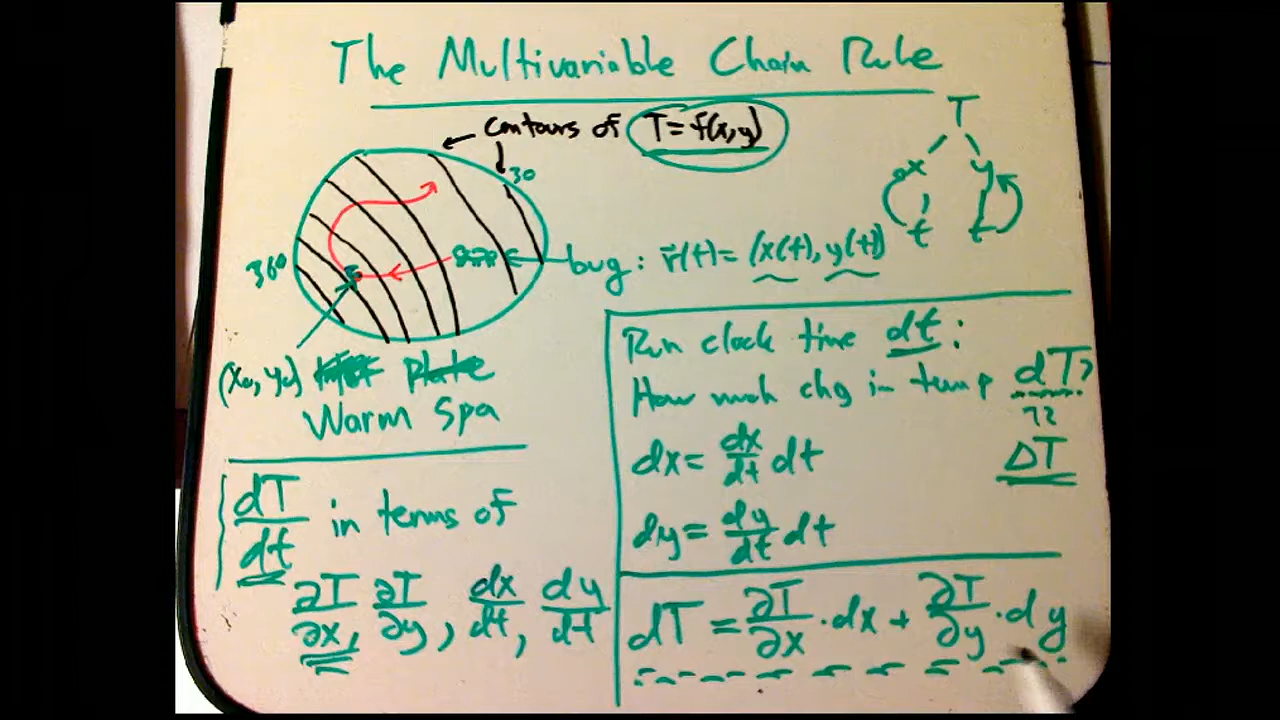 The Multivariable Chain Rule
contours of T=f(x,y)
30
36°
bug: r⃗(t)= (x(t), y(t))
T
x y
t t
(x₀, y₀)
Plate
Warm Spa
dT/dt in terms of
∂T/∂x, ∂T/∂y, dx/dt, dy/dt
Run clock time dt:
How much chg in temp dT?
≈
ΔT
dx= dx/dt dt
dy= dy/dt dt
dT = ∂T/∂x · dx + ∂T/∂y · dy